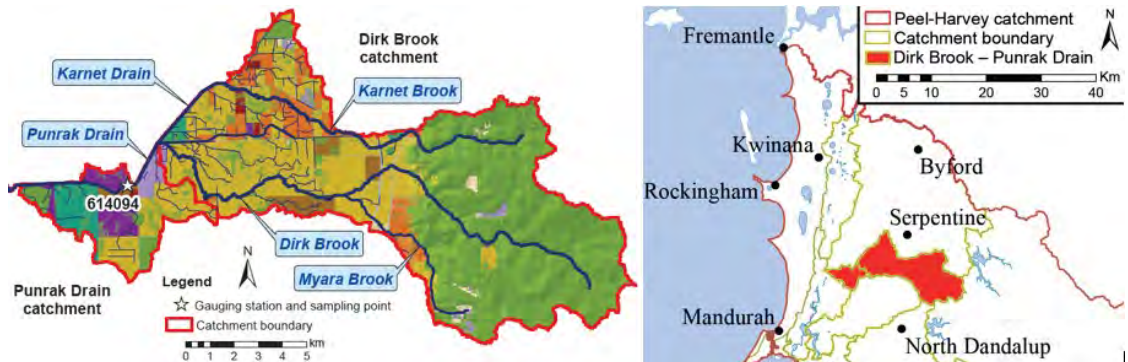 Dirk Brook
catchment
Karnet Drain
Karnet Brook
Punrak Drain
614094
Dirk Brook
Myara Brook
Punrak Drain
catchment
N
Legend
Gauging station and sampling point
Catchment boundary
0 1 2 3 4 5 km
Peel-Harvey catchment
Catchment boundary
Dirk Brook – Punrak Drain
N
0 5 10 20 30 40 Km
Fremantle
Kwinana
Byford
Rockingham
Serpentine
Mandurah
North Dandalup